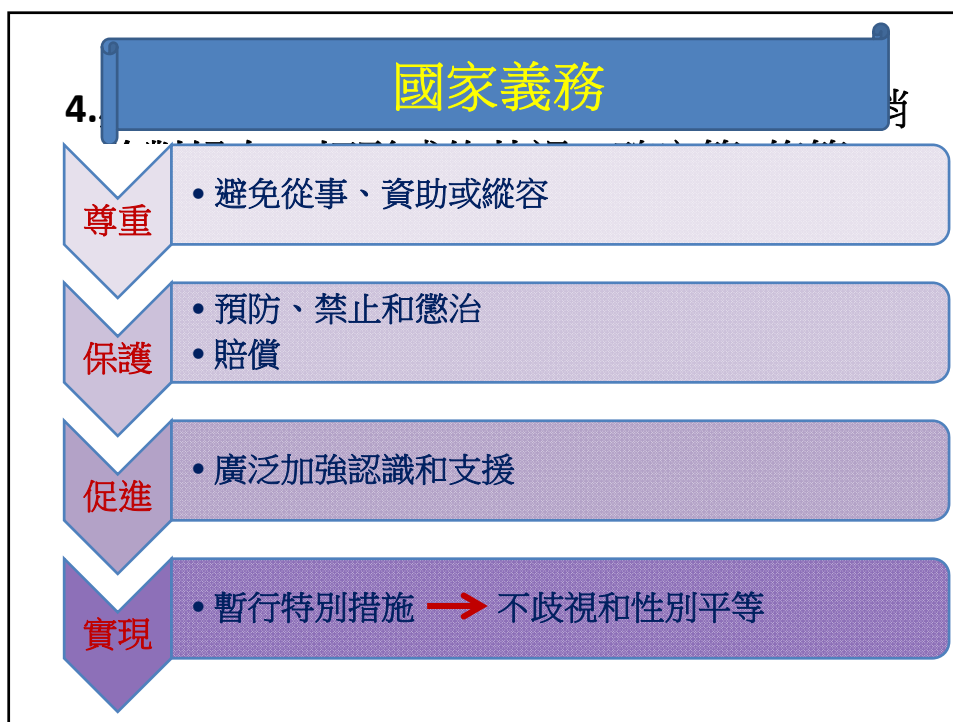 國家義務
4.
尊重
• 避免從事、資助或縱容
保護
• 預防、禁止和懲治
• 賠償
促進
• 廣泛加強認識和支援
實現
• 暫行特別措施 → 不歧視和性別平等